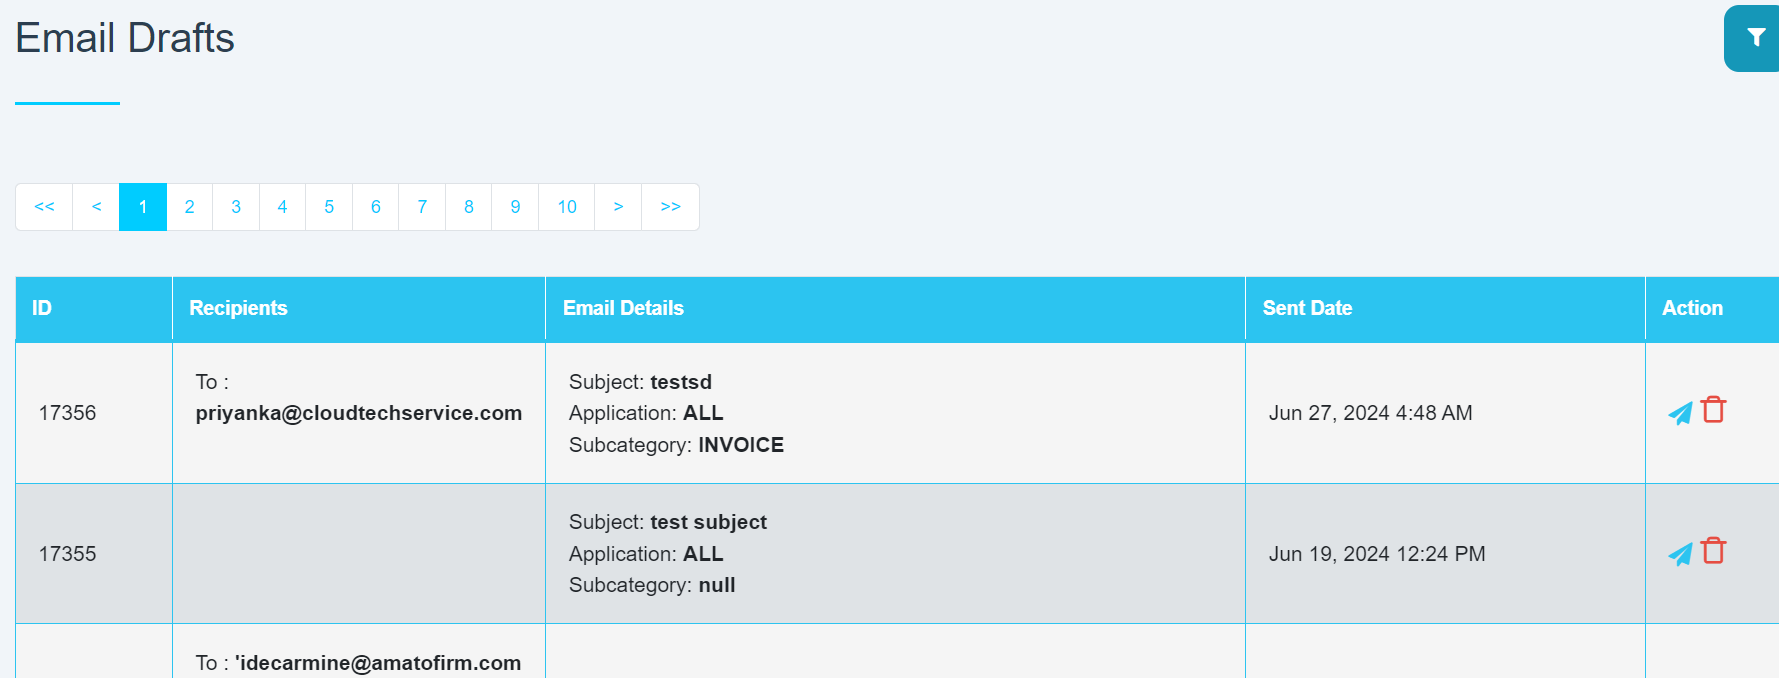 Email Drafts
<< < 1 2 3 4 5 6 7 8 9 10 > >>
ID Recipients Email Details Sent Date Action
17356
To :
priyanka@cloudtechservice.com
Subject: testsd
Application: ALL
Subcategory: INVOICE
Jun 27, 2024 4:48 AM
17355
Subject: test subject
Application: ALL
Subcategory: null
Jun 19, 2024 12:24 PM
To : 'idecarmine@amatofirm.com